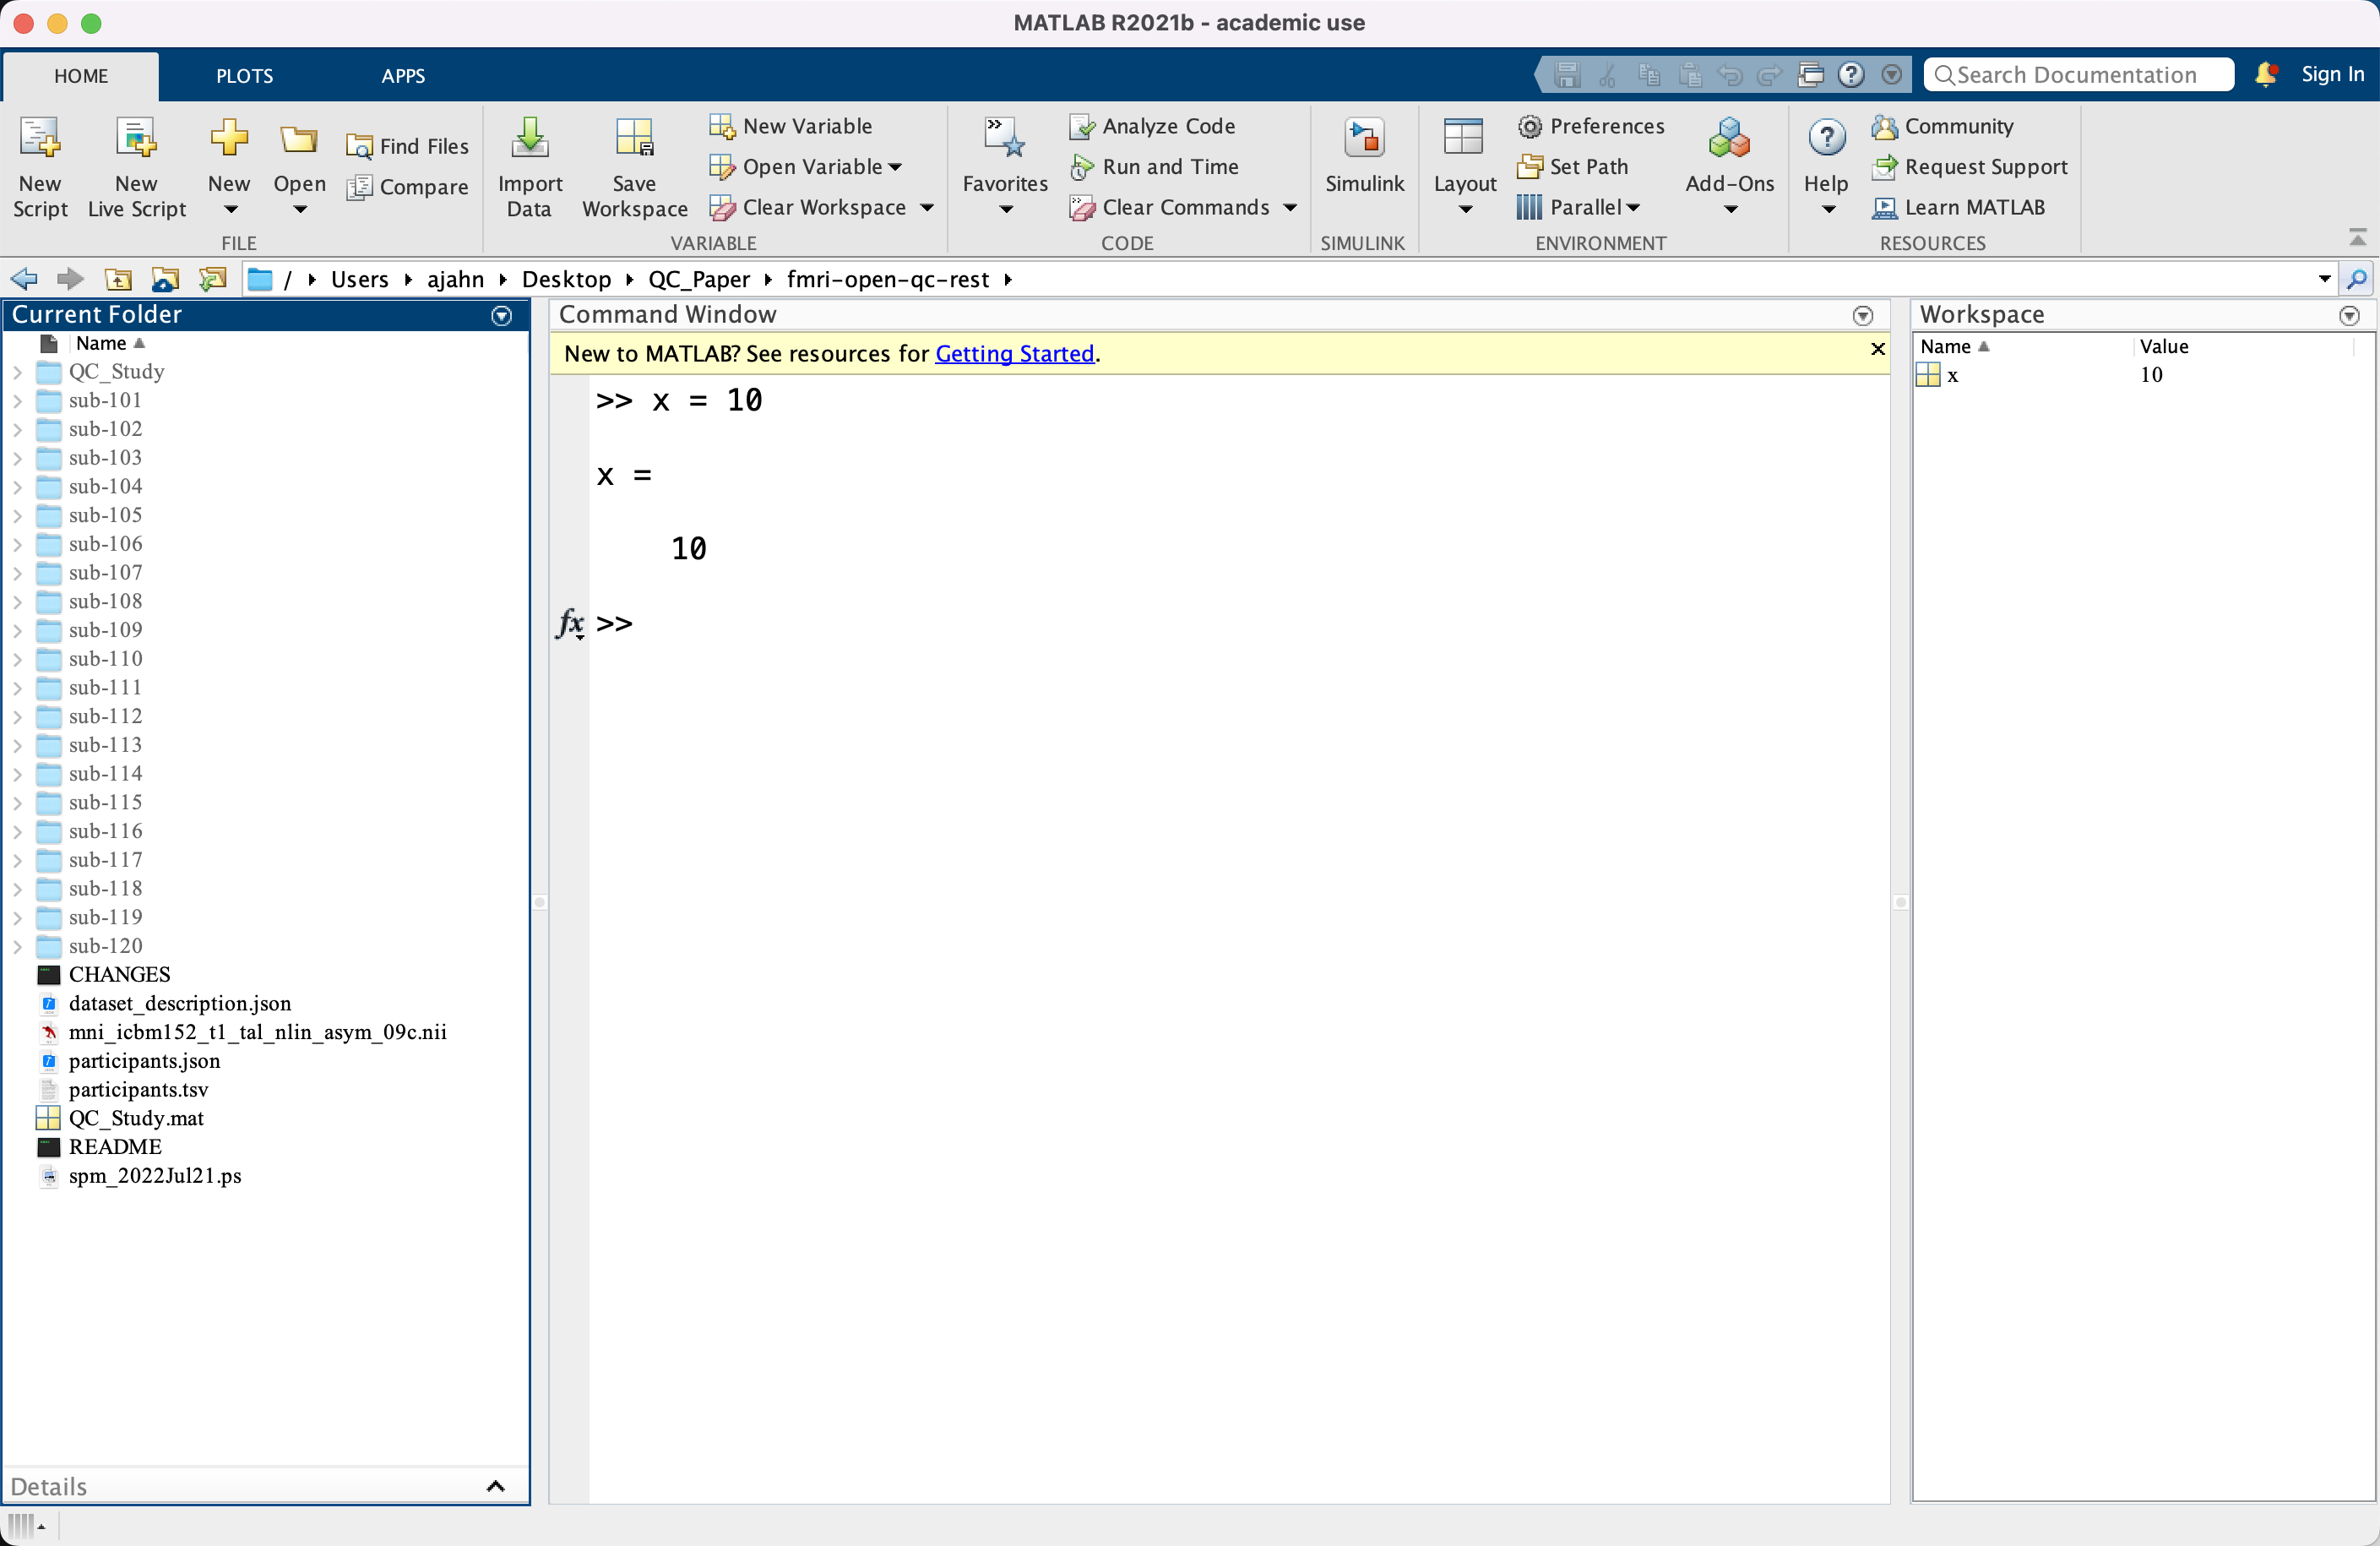 MATLAB R2021b - academic use
HOME PLOTS APPS
Search Documentation Sign In
New Script
New Live Script
New
Open
Find Files
Compare
FILE
Import Data
Save Workspace
New Variable
Open Variable
Clear Workspace
VARIABLE
Favorites
Analyze Code
Run and Time
Clear Commands
CODE
Simulink
SIMULINK
Layout
Preferences
Set Path
Parallel
Add-Ons
ENVIRONMENT
Help
Community
Request Support
Learn MATLAB
RESOURCES
/ Users ajahn Desktop QC_Paper fmri-open-qc-rest
Current Folder
Name
QC_Study
sub-101
sub-102
sub-103
sub-104
sub-105
sub-106
sub-107
sub-108
sub-109
sub-110
sub-111
sub-112
sub-113
sub-114
sub-115
sub-116
sub-117
sub-118
sub-119
sub-120
CHANGES
dataset_description.json
mni_icbm152_t1_tal_nlin_asym_09c.nii
participants.json
participants.tsv
QC_Study.mat
README
spm_2022Jul21.ps
Details
Command Window
New to MATLAB? See resources for Getting Started.
>> x = 10
x =
10
fx >>
Workspace
Name Value
x 10